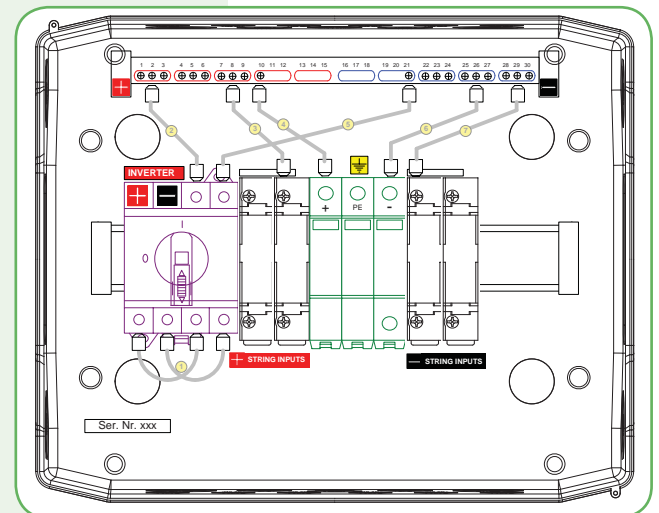 1 2 3 4 5 6 7 8 9 10 11 12 13 14 15 16 17 18 19 20 21 22 23 24 25 26 27 28 29 30
+ −
2 3 4 5 6 7
INVERTER
+ −
+ PE -
I
0
1
+ STRING INPUTS
− STRING INPUTS
Ser. Nr. xxx